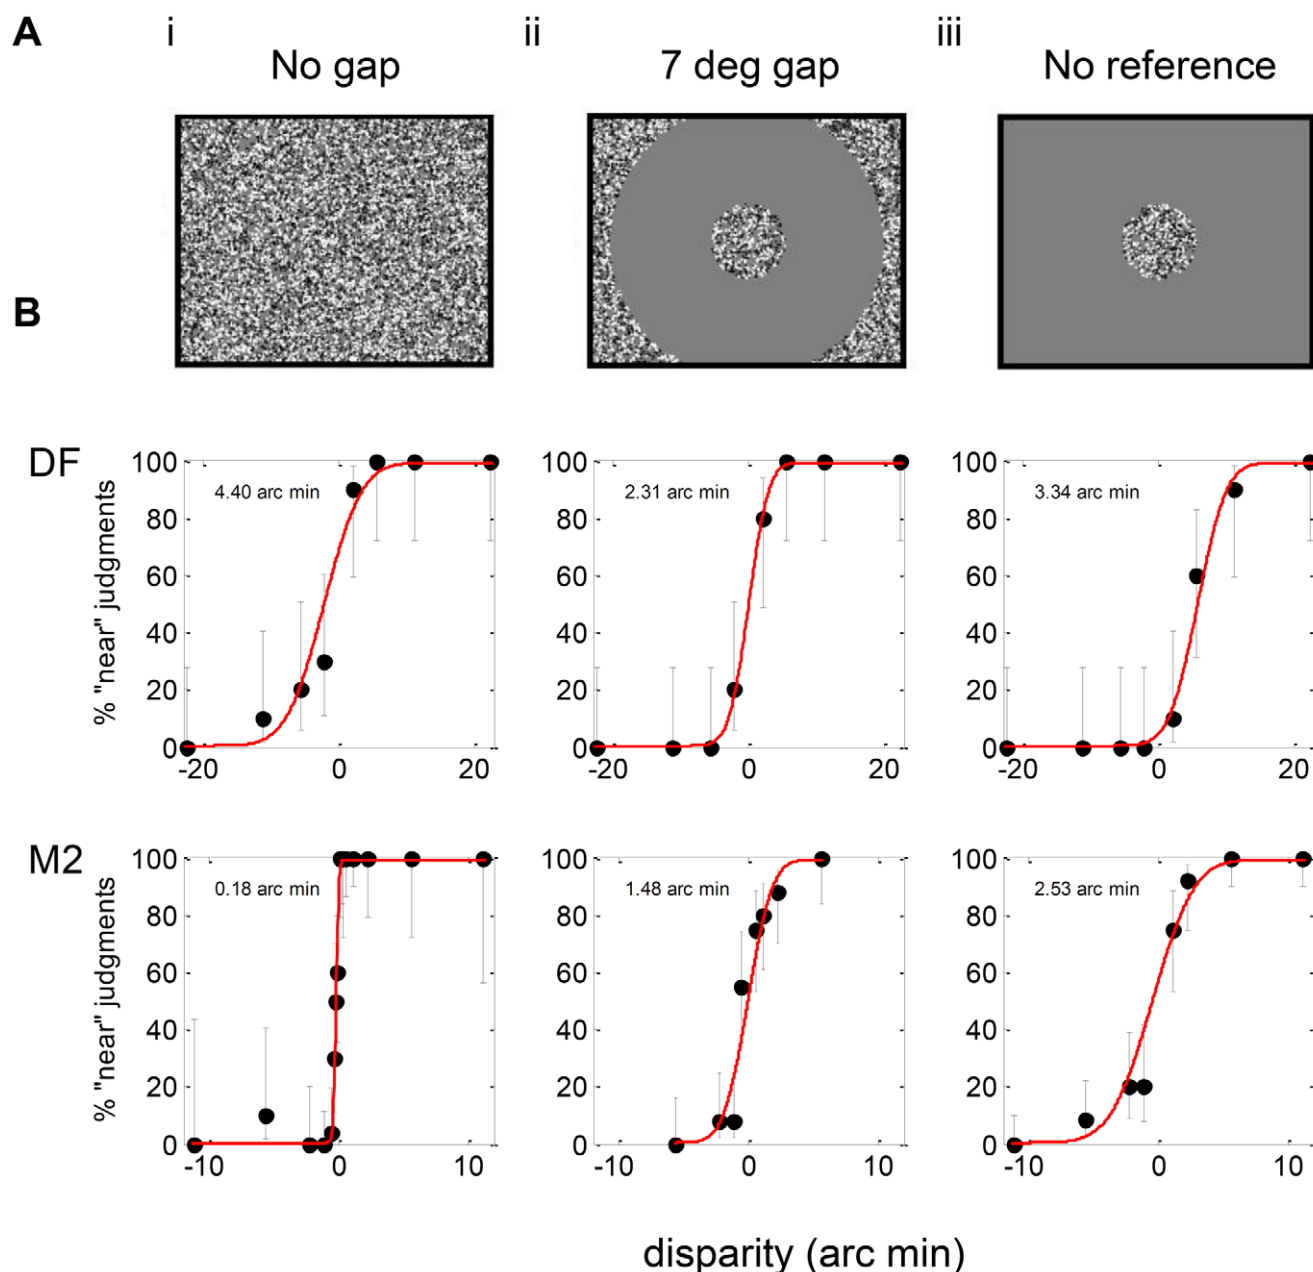 A
i
ii
iii
No gap
7 deg gap
No reference
B
DF
% "near" judgments
100
80
60
40
20
0
4.40 arc min
-20
0
20
100
80
60
40
20
0
2.31 arc min
-20
0
20
100
80
60
40
20
0
3.34 arc min
-20
0
20
M2
% "near" judgments
100
80
60
40
20
0
0.18 arc min
-10
0
10
100
80
60
40
20
0
1.48 arc min
-10
0
10
100
80
60
40
20
0
2.53 arc min
-10
0
10
disparity (arc min)